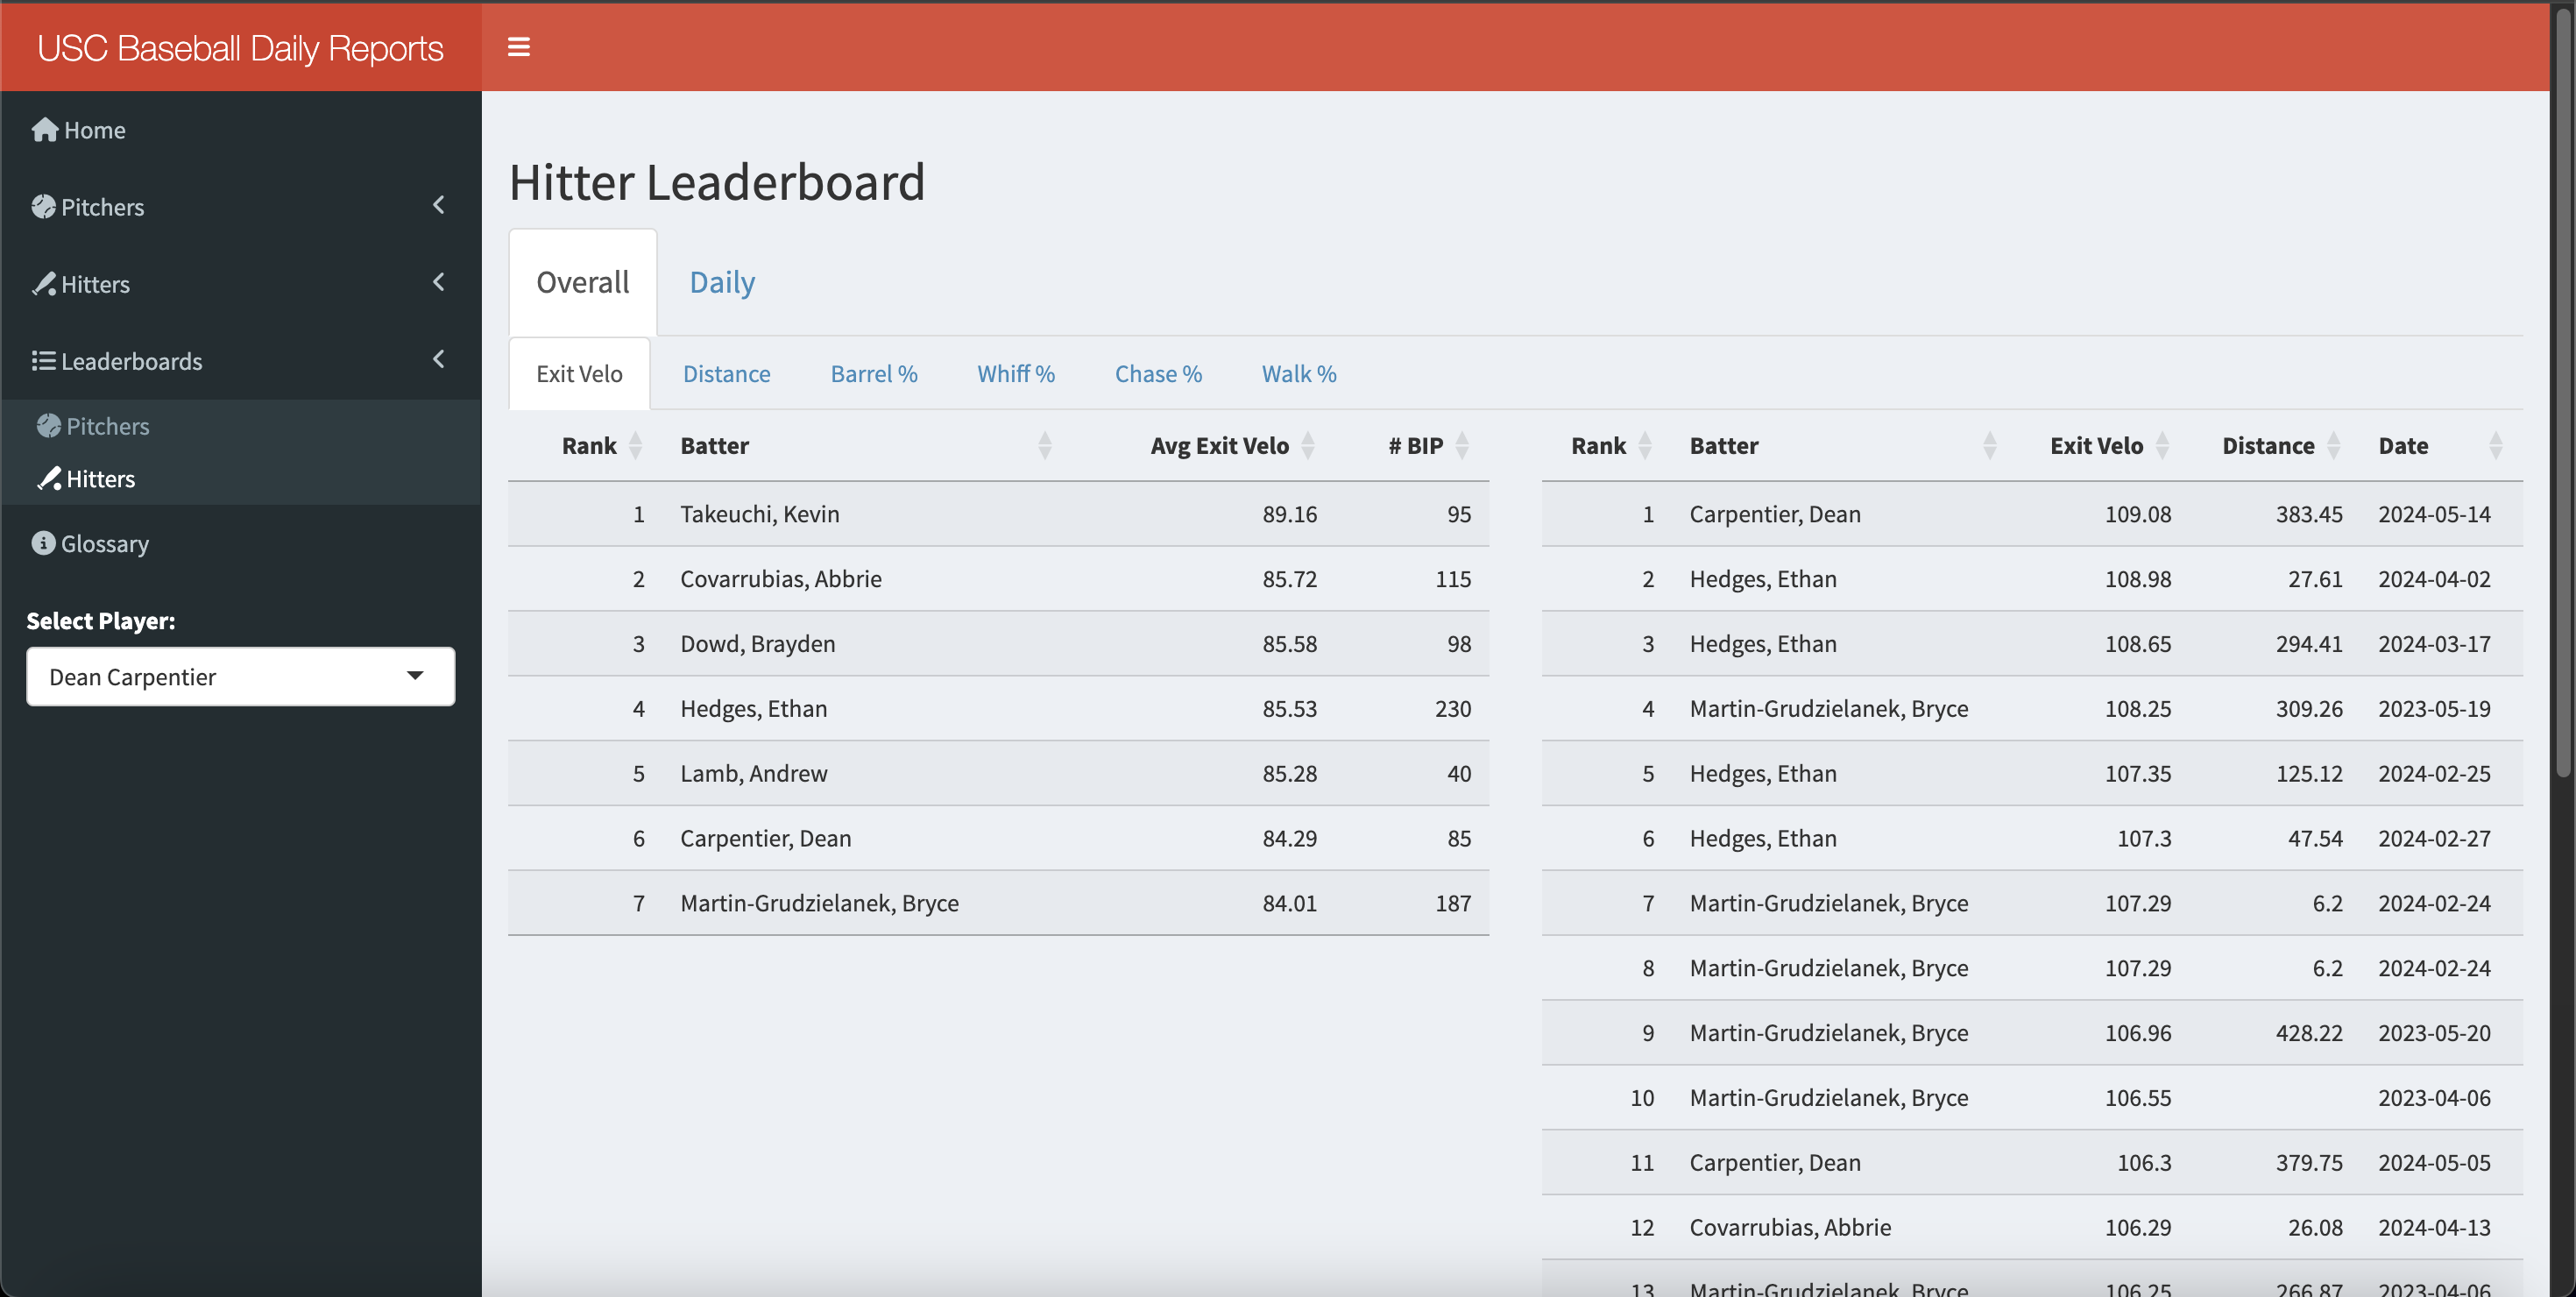 USC Baseball Daily Reports
Home
Pitchers
Hitters
Leaderboards
Pitchers
Hitters
Glossary
Select Player:
Dean Carpentier
Hitter Leaderboard
Overall Daily
Exit Velo Distance Barrel % Whiff % Chase % Walk %
Rank Batter Avg Exit Velo # BIP
1 Takeuchi, Kevin 89.16 95
2 Covarrubias, Abbrie 85.72 115
3 Dowd, Brayden 85.58 98
4 Hedges, Ethan 85.53 230
5 Lamb, Andrew 85.28 40
6 Carpentier, Dean 84.29 85
7 Martin-Grudzielanek, Bryce 84.01 187
Rank Batter Exit Velo Distance Date
1 Carpentier, Dean 109.08 383.45 2024-05-14
2 Hedges, Ethan 108.98 27.61 2024-04-02
3 Hedges, Ethan 108.65 294.41 2024-03-17
4 Martin-Grudzielanek, Bryce 108.25 309.26 2023-05-19
5 Hedges, Ethan 107.35 125.12 2024-02-25
6 Hedges, Ethan 107.3 47.54 2024-02-27
7 Martin-Grudzielanek, Bryce 107.29 6.2 2024-02-24
8 Martin-Grudzielanek, Bryce 107.29 6.2 2024-02-24
9 Martin-Grudzielanek, Bryce 106.96 428.22 2023-05-20
10 Martin-Grudzielanek, Bryce 106.55 2023-04-06
11 Carpentier, Dean 106.3 379.75 2024-05-05
12 Covarrubias, Abbrie 106.29 26.08 2024-04-13
13 Martin-Grudzielanek, Bryce 106.25 266.87 2023-04-06